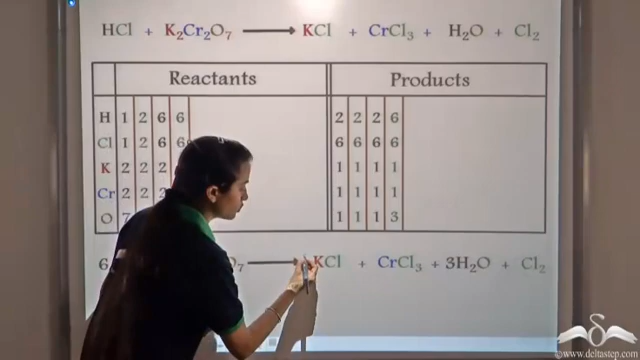 HCl + K₂Cr₂O₇ ⟶ KCl + CrCl₃ + H₂O + Cl₂
Reactants Products
H 1 2 6 6 2 2 2 6
Cl 1 2 6 6 6 6 6 6
K 2 2 2 1 1 1 1
Cr 2 2 2 1 1 1 1
O 7 1 1 1 3
6 O₇ ⟶ KCl + CrCl₃ + 3H₂O + Cl₂
©www.deltastep.com